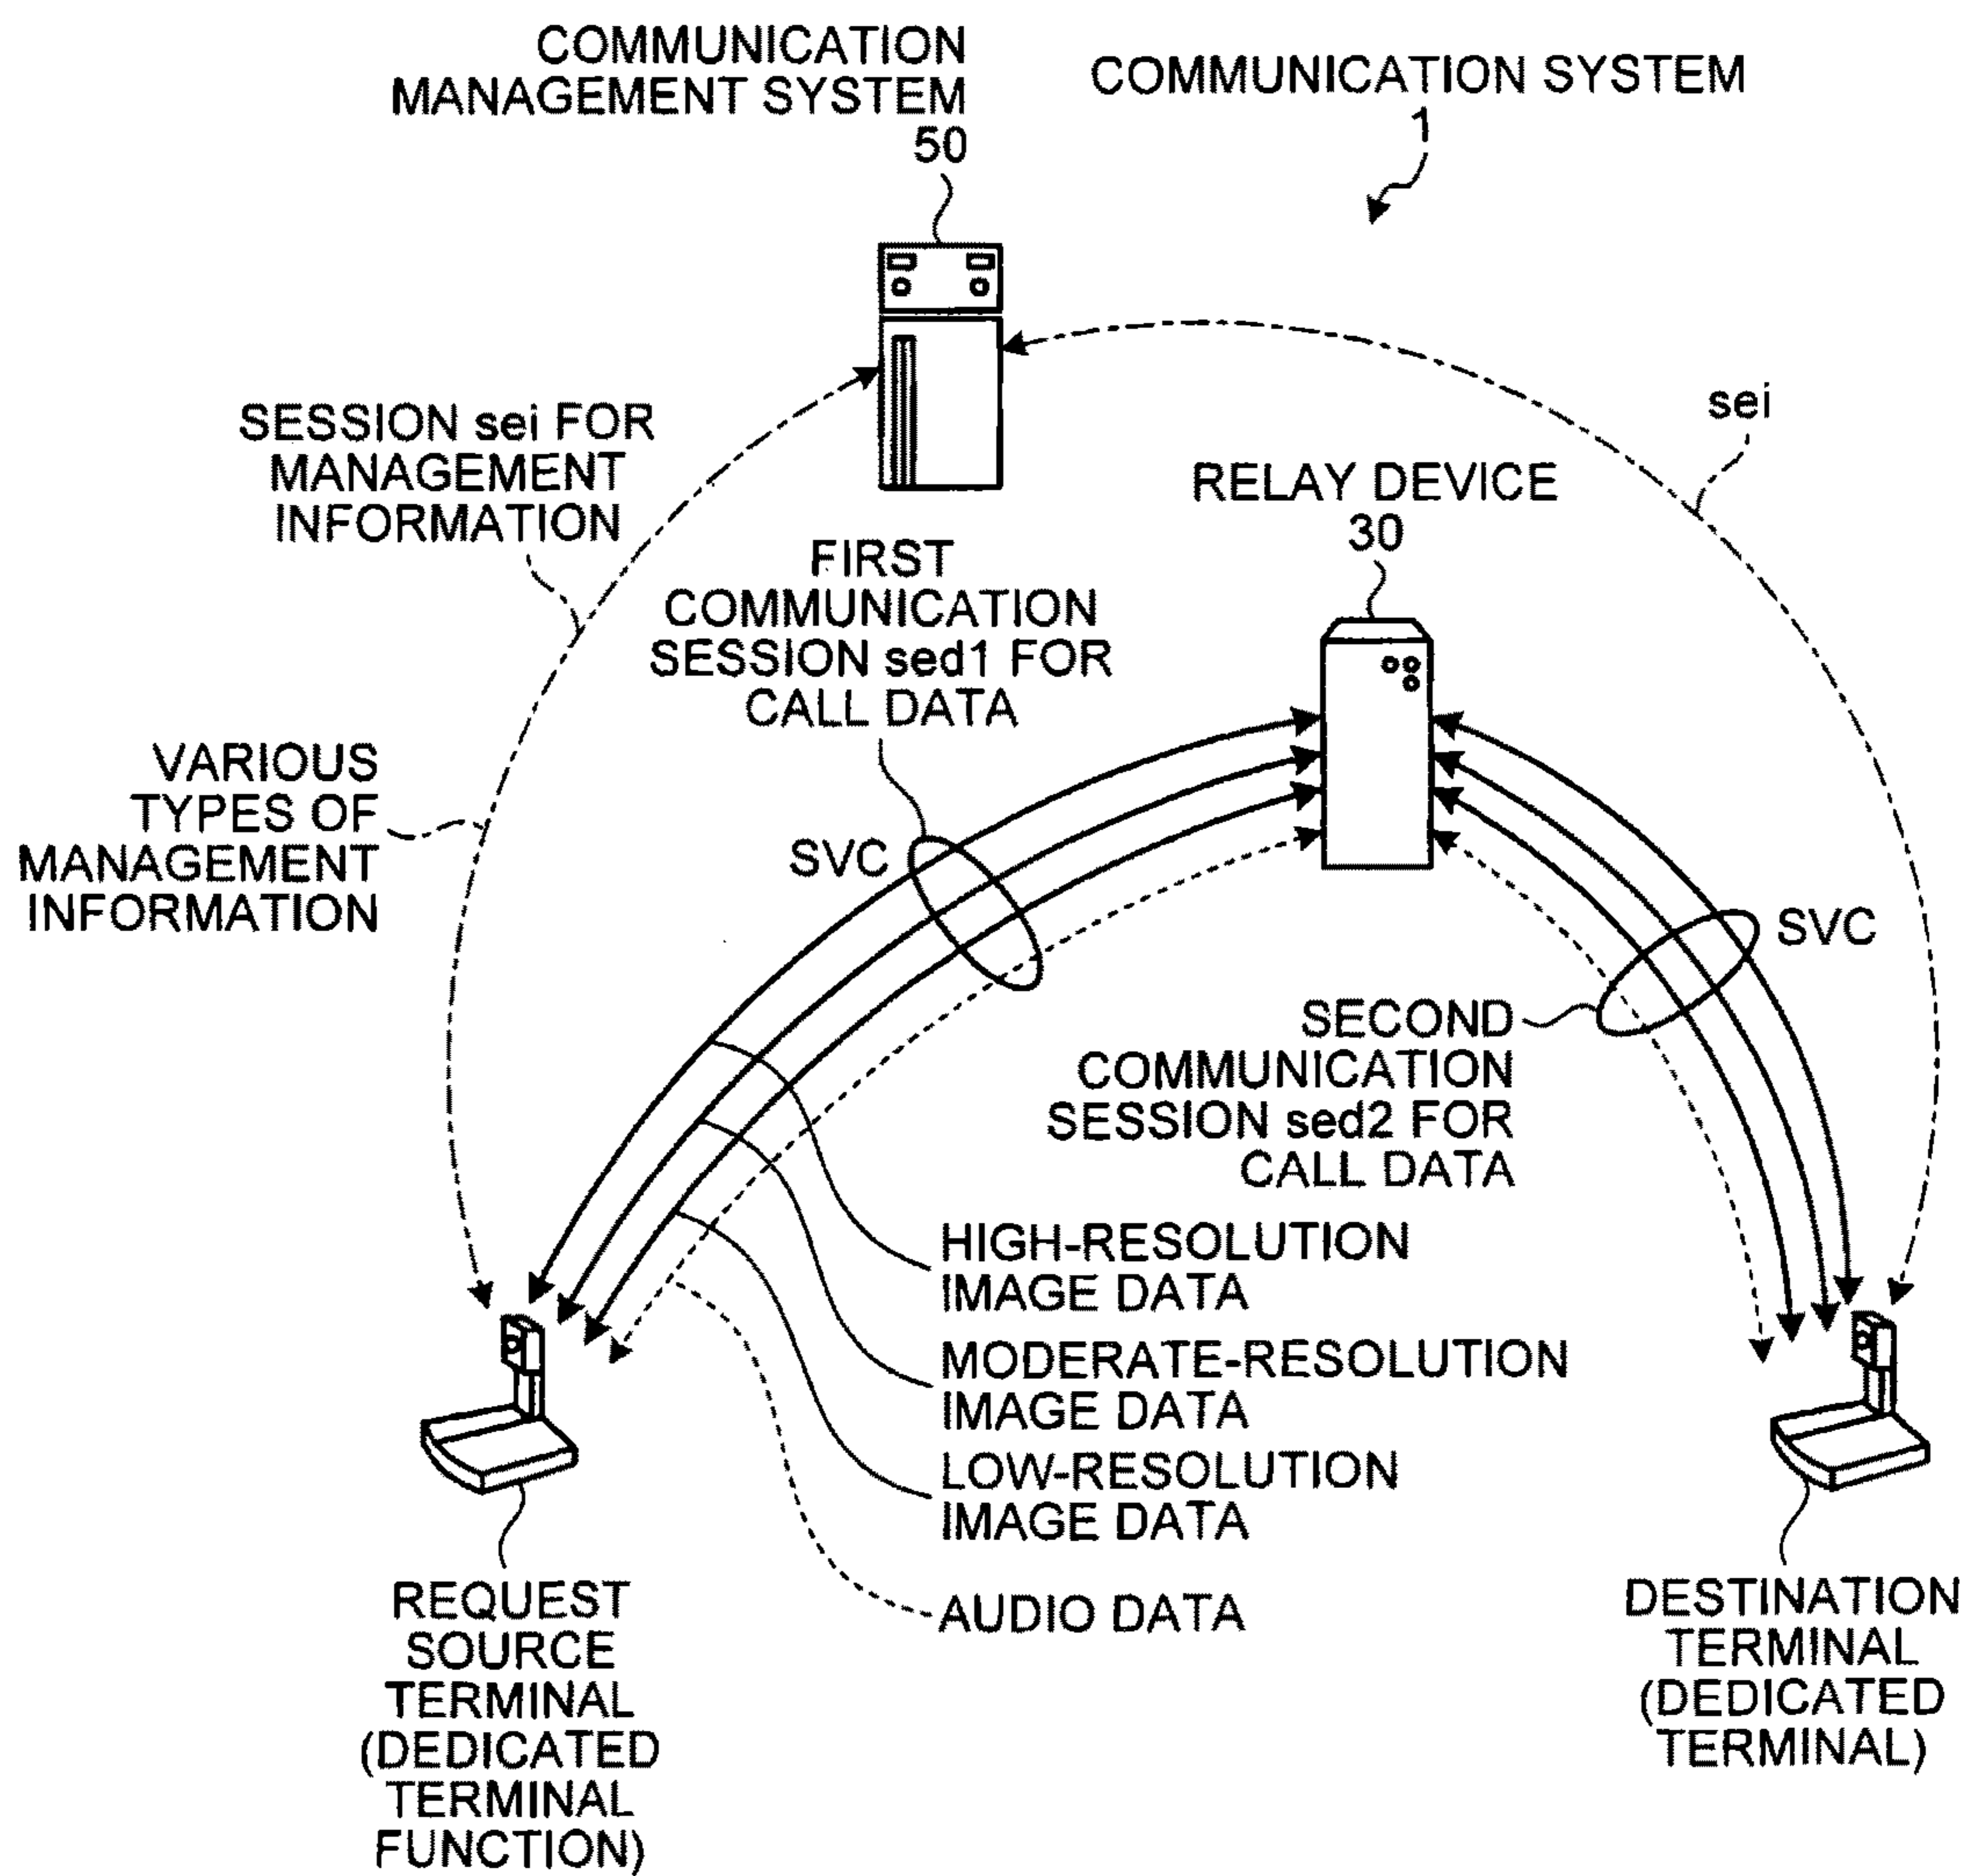 COMMUNICATION
MANAGEMENT SYSTEM
50
COMMUNICATION SYSTEM
1
SESSION sei FOR
MANAGEMENT
INFORMATION
sei
RELAY DEVICE
30
FIRST
COMMUNICATION
SESSION sed1 FOR
CALL DATA
VARIOUS
TYPES OF
MANAGEMENT
INFORMATION
SVC
SVC
SECOND
COMMUNICATION
SESSION sed2 FOR
CALL DATA
HIGH-RESOLUTION
IMAGE DATA
MODERATE-RESOLUTION
IMAGE DATA
LOW-RESOLUTION
IMAGE DATA
AUDIO DATA
REQUEST
SOURCE
TERMINAL
(DEDICATED
TERMINAL
FUNCTION)
DESTINATION
TERMINAL
(DEDICATED
TERMINAL)